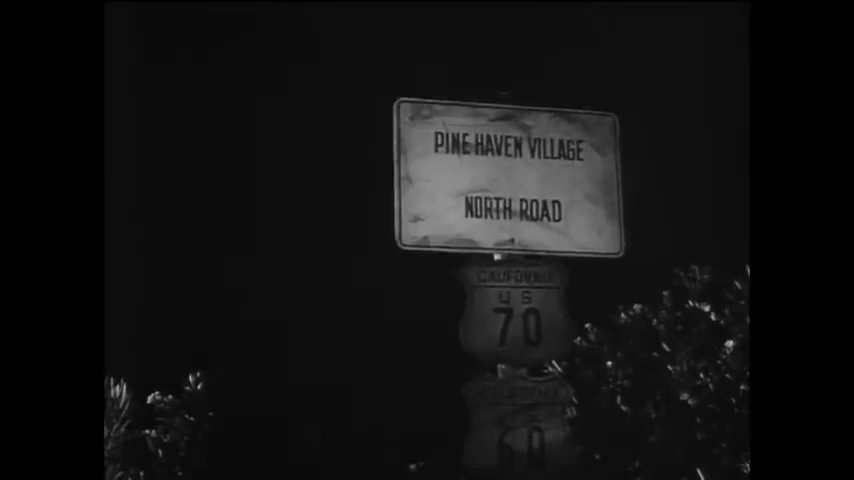 PINE HAVEN VILLAGE
NORTH ROAD
CALIFORNIA
US
70